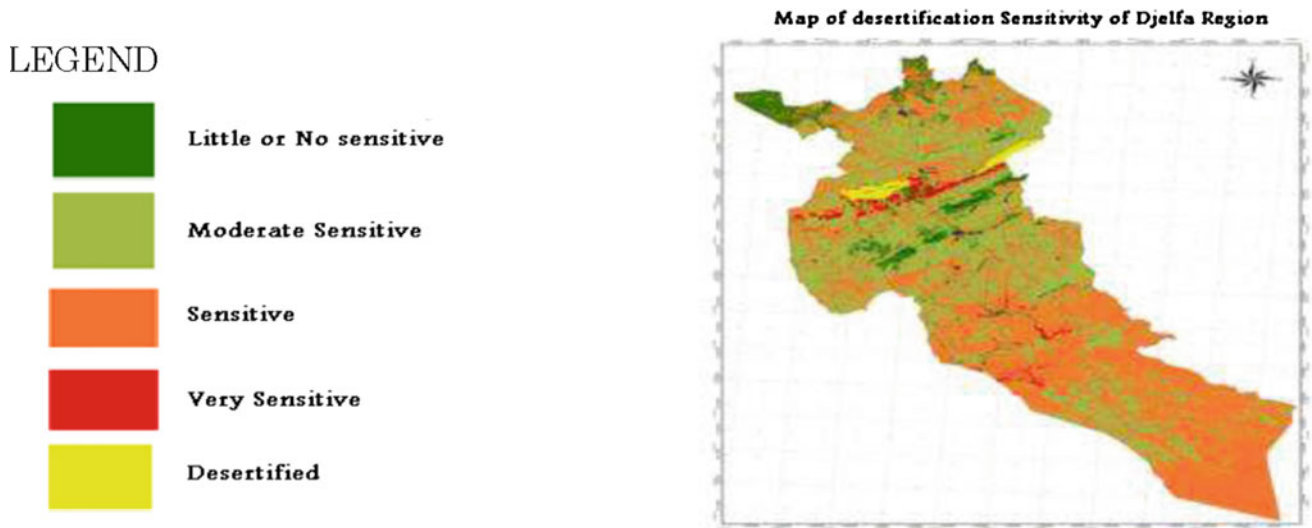 Map of desertification Sensitivity of Djelfa Region
LEGEND
Little or No sensitive
Moderate Sensitive
Sensitive
Very Sensitive
Desertified